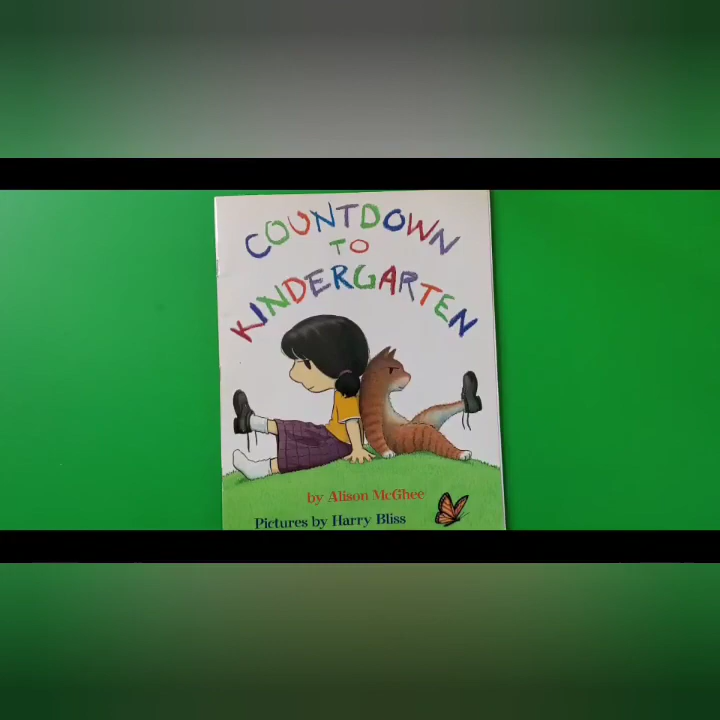 COUNTDOWN
TO
KINDERGARTEN
by Alison McGhee
Pictures by Harry Bliss